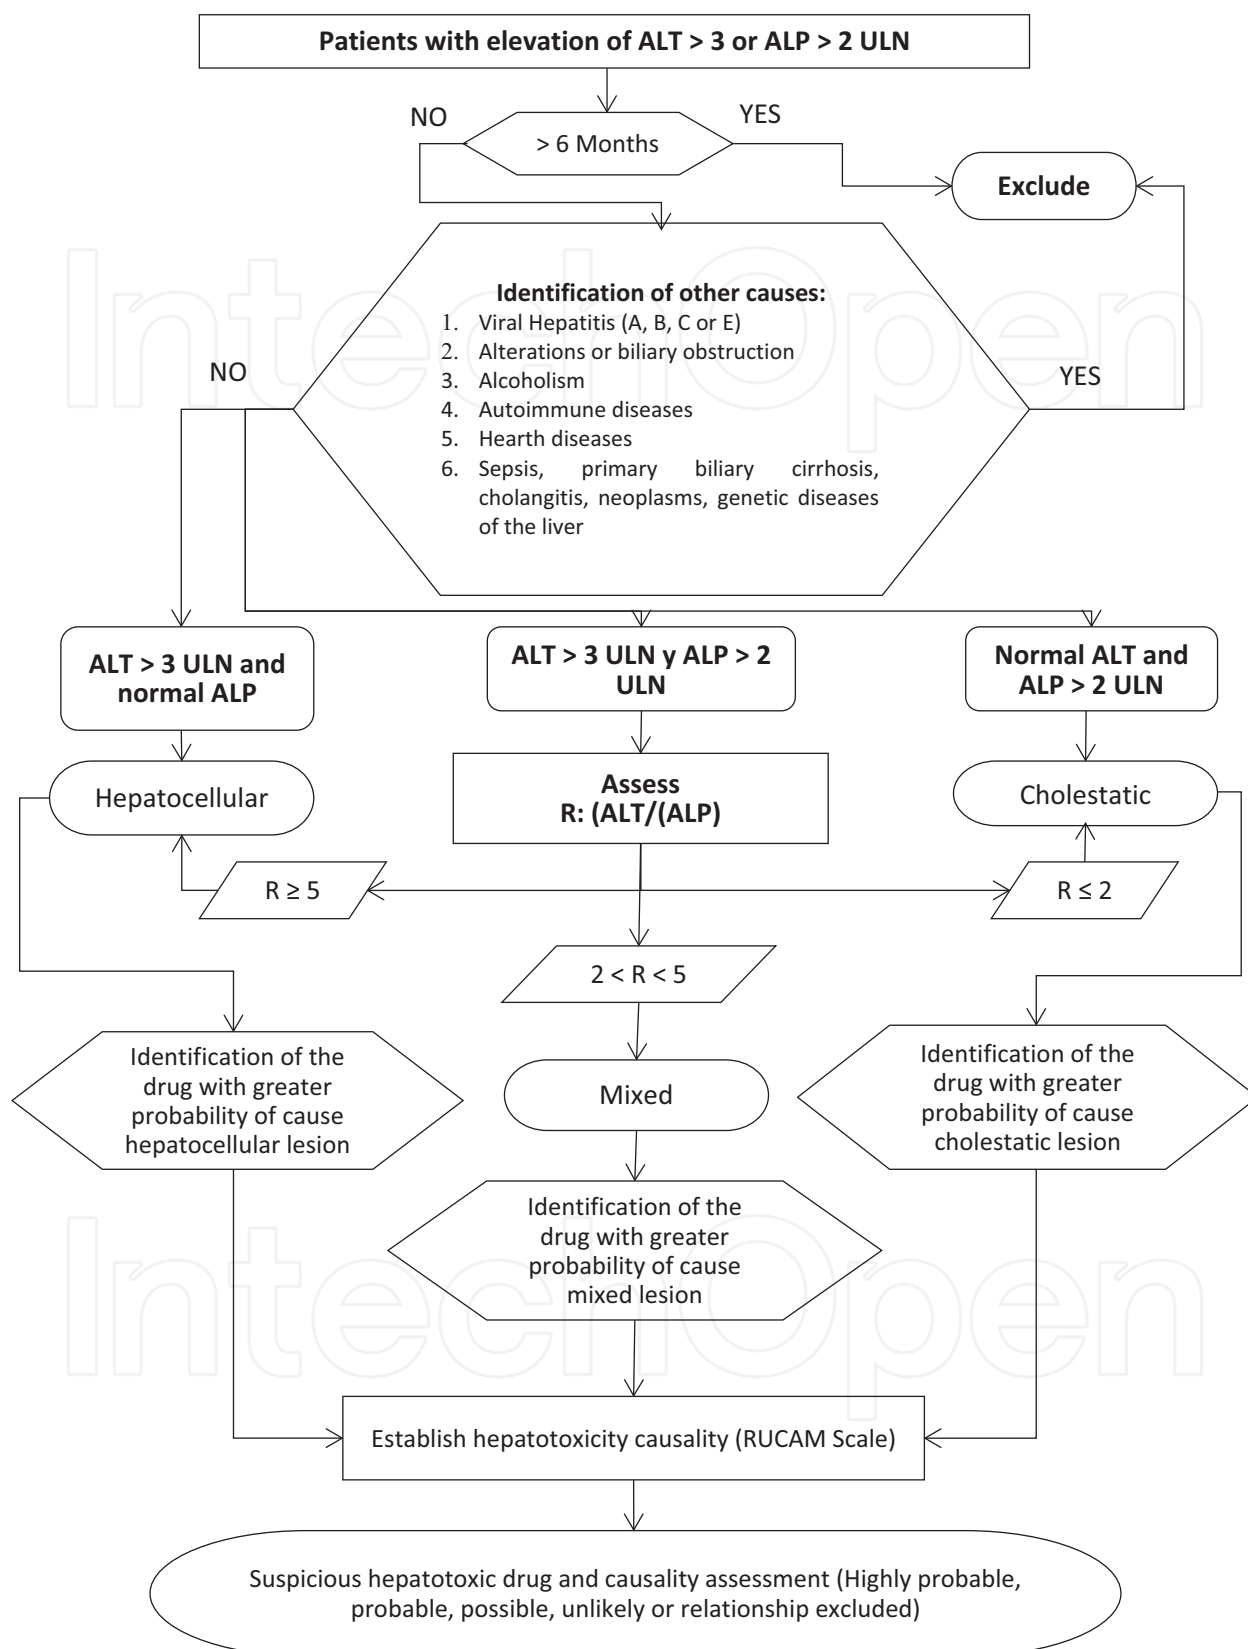 Patients with elevation of ALT > 3 or ALP > 2 ULN
NO
YES
> 6 Months
Exclude
Identification of other causes:
1. Viral Hepatitis (A, B, C or E)
2. Alterations or biliary obstruction
3. Alcoholism
4. Autoimmune diseases
5. Hearth diseases
6. Sepsis, primary biliary cirrhosis,
cholangitis, neoplasms, genetic diseases
of the liver
NO
YES
ALT > 3 ULN and
normal ALP
ALT > 3 ULN y ALP > 2
ULN
Normal ALT and
ALP > 2 ULN
Hepatocellular
Assess
R: (ALT/(ALP)
Cholestatic
R ≥ 5
R ≤ 2
2 < R < 5
Identification of the
drug with greater
probability of cause
hepatocellular lesion
Mixed
Identification of the
drug with greater
probability of cause
cholestatic lesion
Identification of the
drug with greater
probability of cause
mixed lesion
Establish hepatotoxicity causality (RUCAM Scale)
Suspicious hepatotoxic drug and causality assessment (Highly probable,
probable, possible, unlikely or relationship excluded)
IntechOpen
IntechOpen